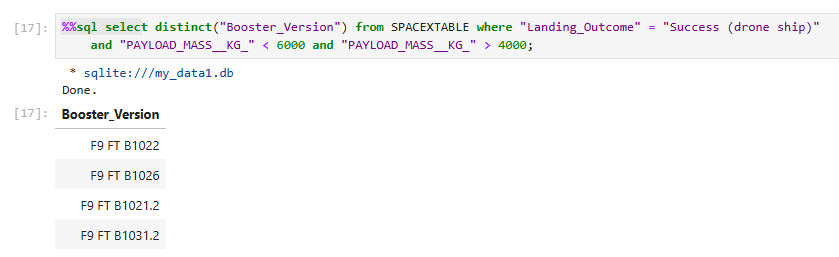 [17]: %%sql select distinct("Booster_Version") from SPACEXTABLE where "Landing_Outcome" = "Success (drone ship)"
and "PAYLOAD_MASS__KG_" < 6000 and "PAYLOAD_MASS__KG_" > 4000;
* sqlite:///my_data1.db
Done.
[17]: Booster_Version
F9 FT B1022
F9 FT B1026
F9 FT B1021.2
F9 FT B1031.2